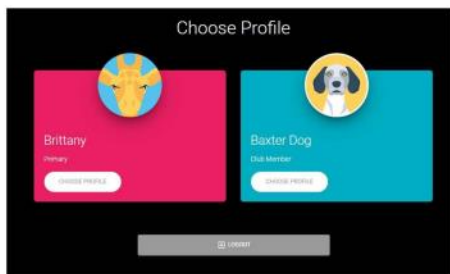 Choose Profile
Brittany
Primary
CHOOSE PROFILE
Baxter Dog
Club Member
CHOOSE PROFILE
LOGOUT